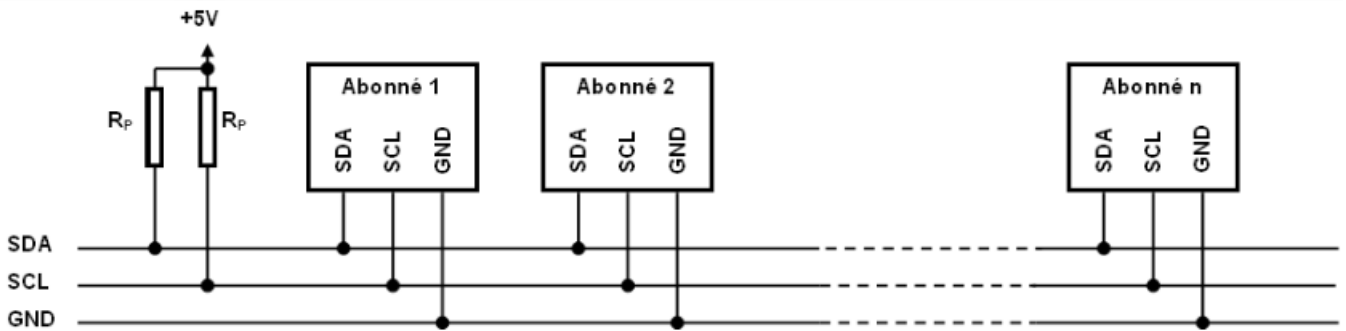 +5V
Abonné 1
Abonné 2
Abonné n
RP
RP
SDA
SCL
GND
SDA
SCL
GND
SDA
SCL
GND
SDA
SCL
GND